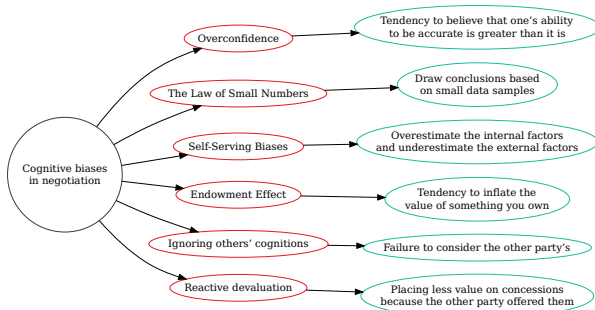 Cognitive biases
in negotiation
Overconfidence
Tendency to believe that one's ability
to be accurate is greater than it is
The Law of Small Numbers
Draw conclusions based
on small data samples
Self-Serving Biases
Overestimate the internal factors
and underestimate the external factors
Endowment Effect
Tendency to inflate the
value of something you own
Ignoring others' cognitions
Failure to consider the other party's
Reactive devaluation
Placing less value on concessions
because the other party offered them